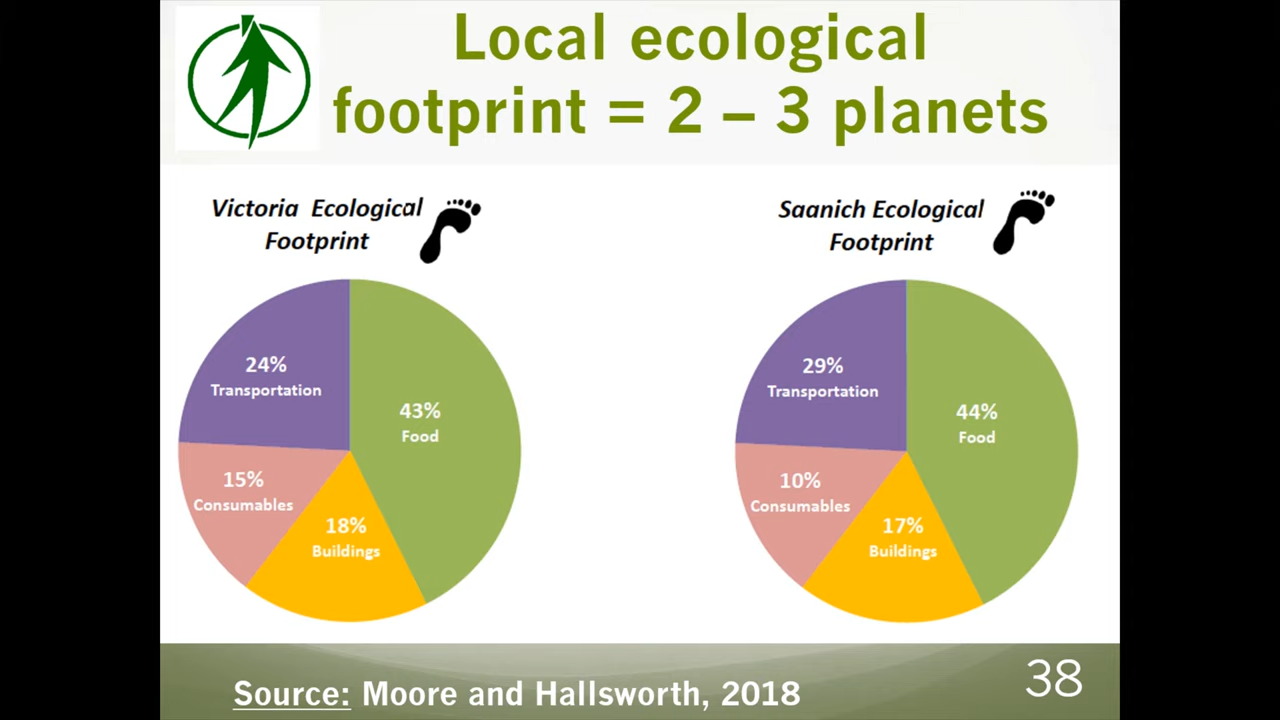 Local ecological
footprint = 2 – 3 planets
Victoria Ecological
Footprint
24%
Transportation
43%
Food
15%
Consumables
18%
Buildings
Saanich Ecological
Footprint
29%
Transportation
44%
Food
10%
Consumables
17%
Buildings
Source: Moore and Hallsworth, 2018
38